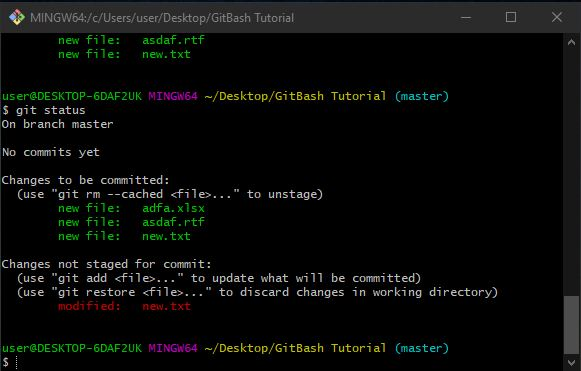 MINGW64:/c/Users/user/Desktop/GitBash Tutorial
new file:   asdaf.rtf
new file:   new.txt
user@DESKTOP-6DAF2UK MINGW64 ~/Desktop/GitBash Tutorial (master)
$ git status
On branch master
No commits yet
Changes to be committed:
  (use "git rm --cached <file>..." to unstage)
        new file:   adfa.xlsx
        new file:   asdaf.rtf
        new file:   new.txt
Changes not staged for commit:
  (use "git add <file>..." to update what will be committed)
  (use "git restore <file>..." to discard changes in working directory)
        modified:   new.txt
user@DESKTOP-6DAF2UK MINGW64 ~/Desktop/GitBash Tutorial (master)
$